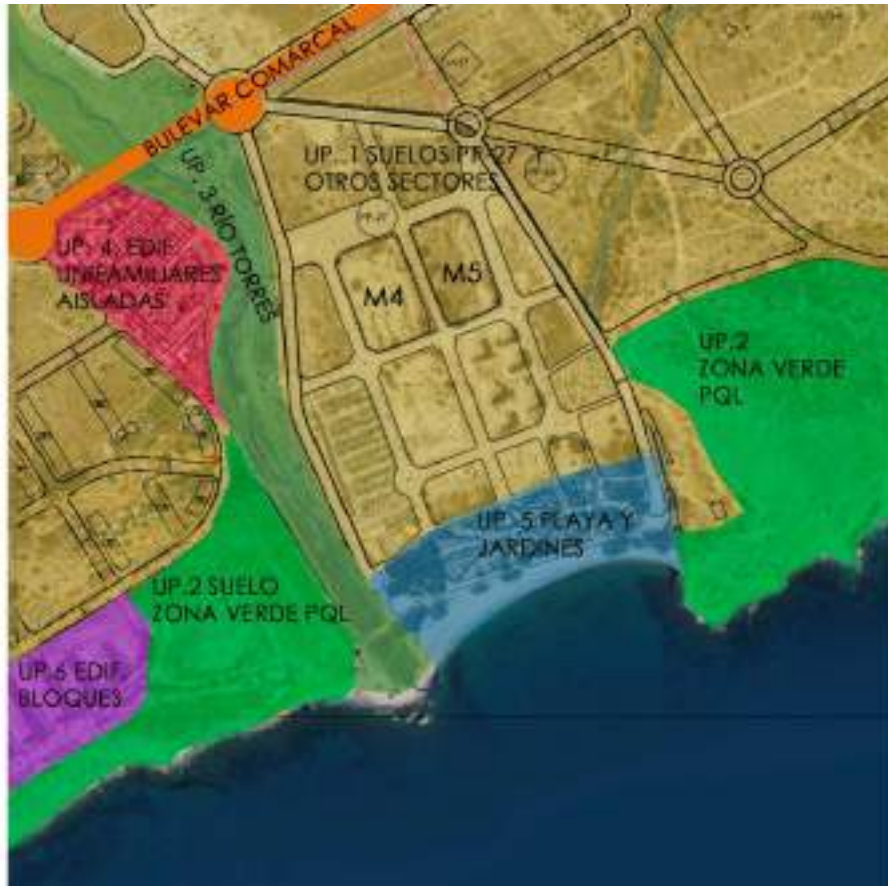 BULEVAR COMARCAL
UP. 1 SUELOS PP-27 Y
OTROS SECTORES
UP. 3 RÍO TORRES
UP. 4. EDIF.
UNIFAMILIARES
AISLADAS
M4
M5
UP.2
ZONA VERDE
PQL
UP. 5 PLAYA Y
JARDINES
UP.2 SUELO
ZONA VERDE PQL
UP.6 EDIF.
BLOQUES